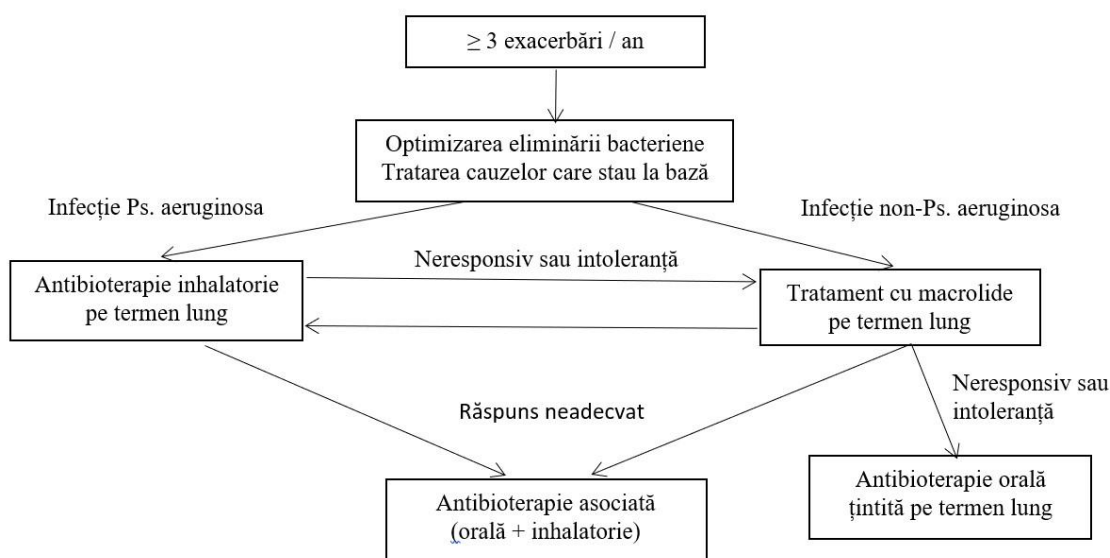 ≥ 3 exacerbări / an
Optimizarea eliminării bacteriene
Tratarea cauzelor care stau la bază
Infecție Ps. aeruginosa
Infecție non-Ps. aeruginosa
Neresponsiv sau intoleranță
Antibioterapie inhalatorie
pe termen lung
Tratament cu macrolide
pe termen lung
Răspuns neadecvat
Neresponsiv sau
intoleranță
Antibioterapie asociată
(orală + inhalatorie)
Antibioterapie orală
țintită pe termen lung